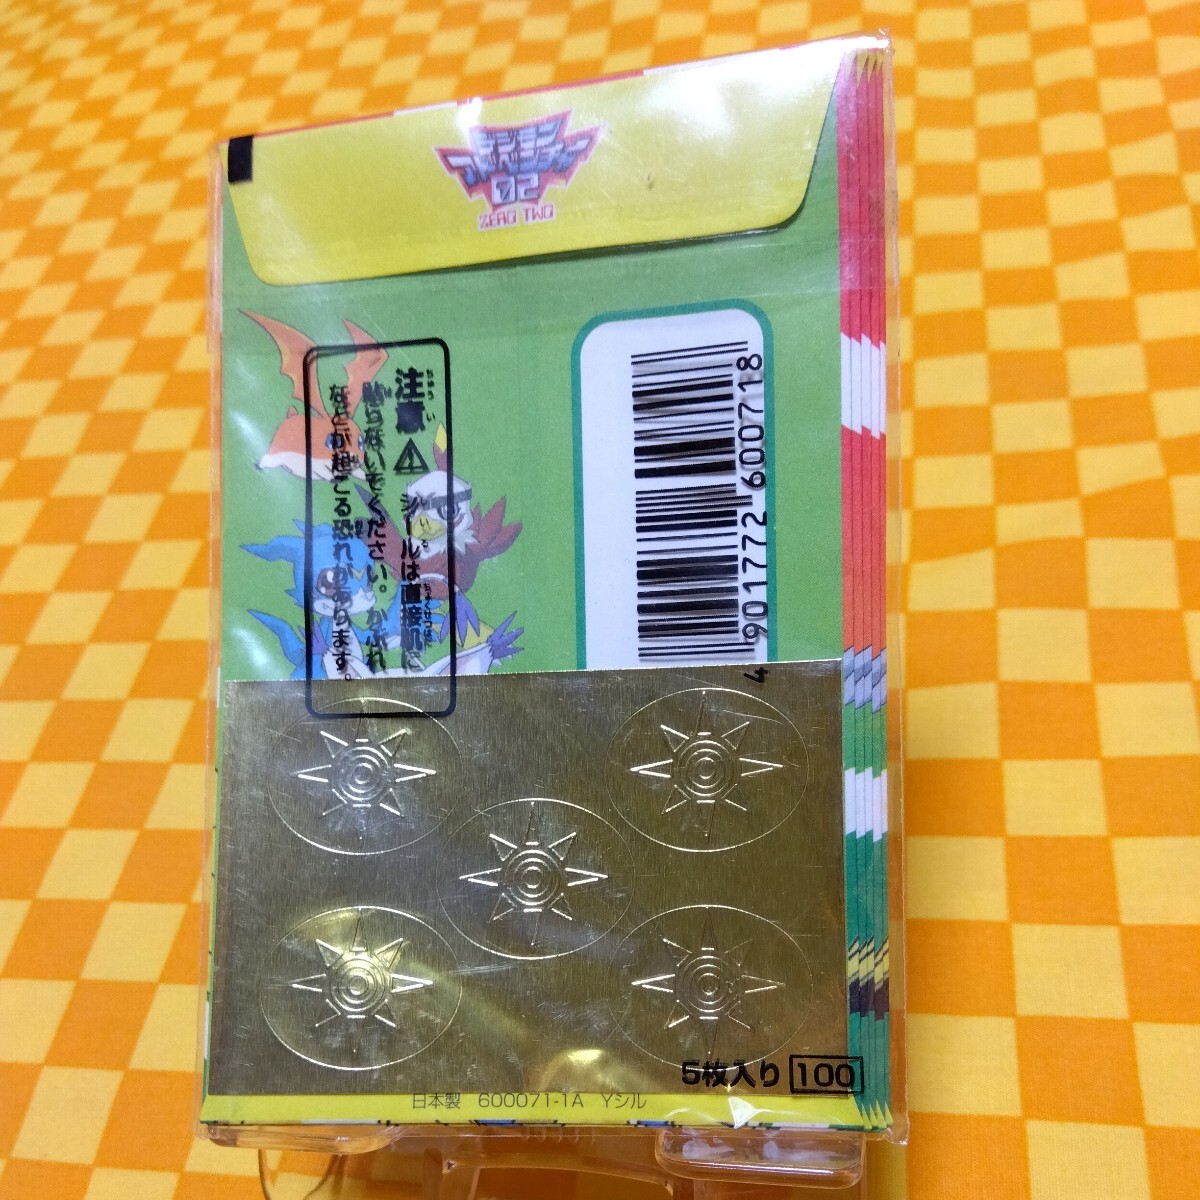 デジモン
アドベンチャー
02
ZERO TWO
注意 シールは直接肌に
貼らないでください。かぶれ
などが起こる恐れがあります。
4 901772 600718
5枚入り 100
日本製 600071-1A Yシル